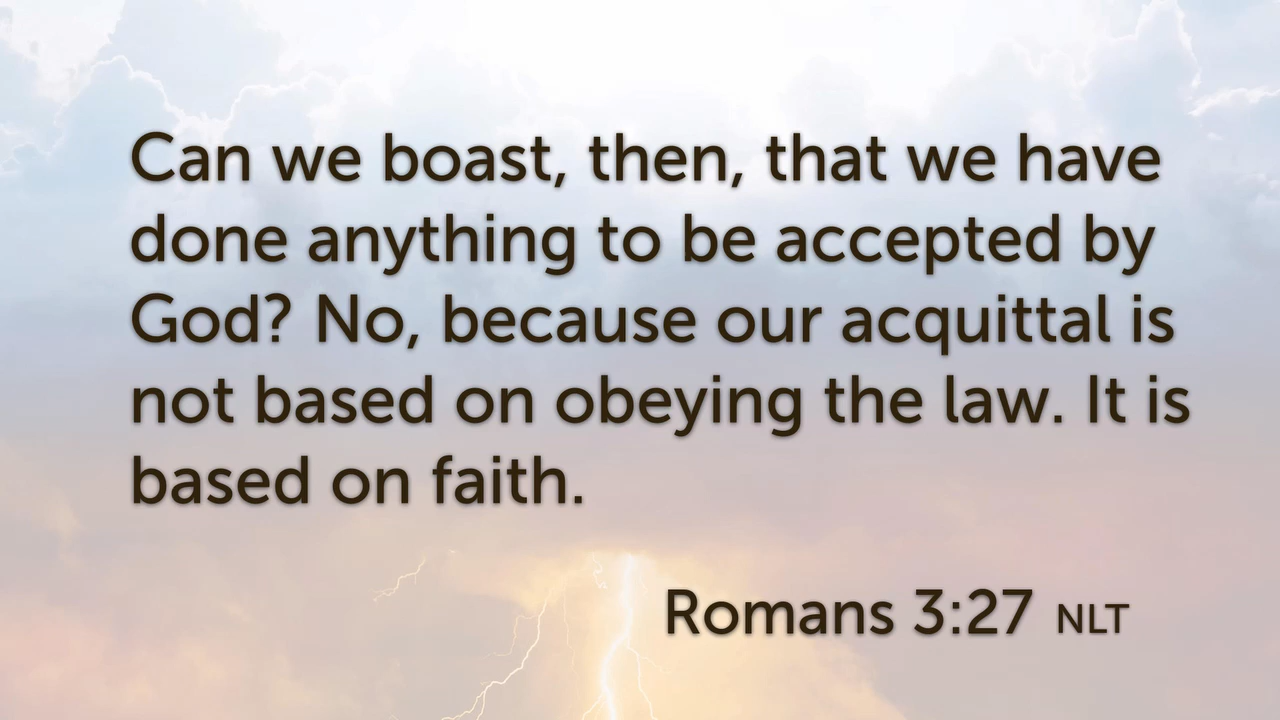 Can we boast, then, that we have
done anything to be accepted by
God? No, because our acquittal is
not based on obeying the law. It is
based on faith.
Romans 3:27 NLT